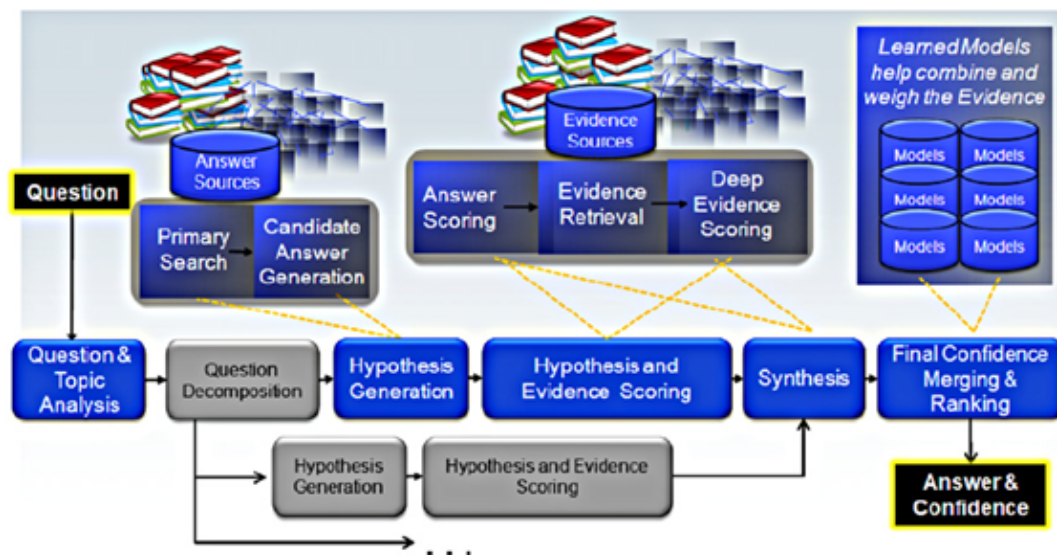 Learned Models
help combine and
weigh the Evidence
Answer
Sources
Evidence
Sources
Models
Models
Models
Models
Models
Models
Question
Primary
Search
Candidate
Answer
Generation
Answer
Scoring
Evidence
Retrieval
Deep
Evidence
Scoring
Question &
Topic
Analysis
Question
Decomposition
Hypothesis
Generation
Hypothesis and
Evidence Scoring
Synthesis
Final Confidence
Merging &
Ranking
Hypothesis
Generation
Hypothesis and Evidence
Scoring
Answer &
Confidence
. . .